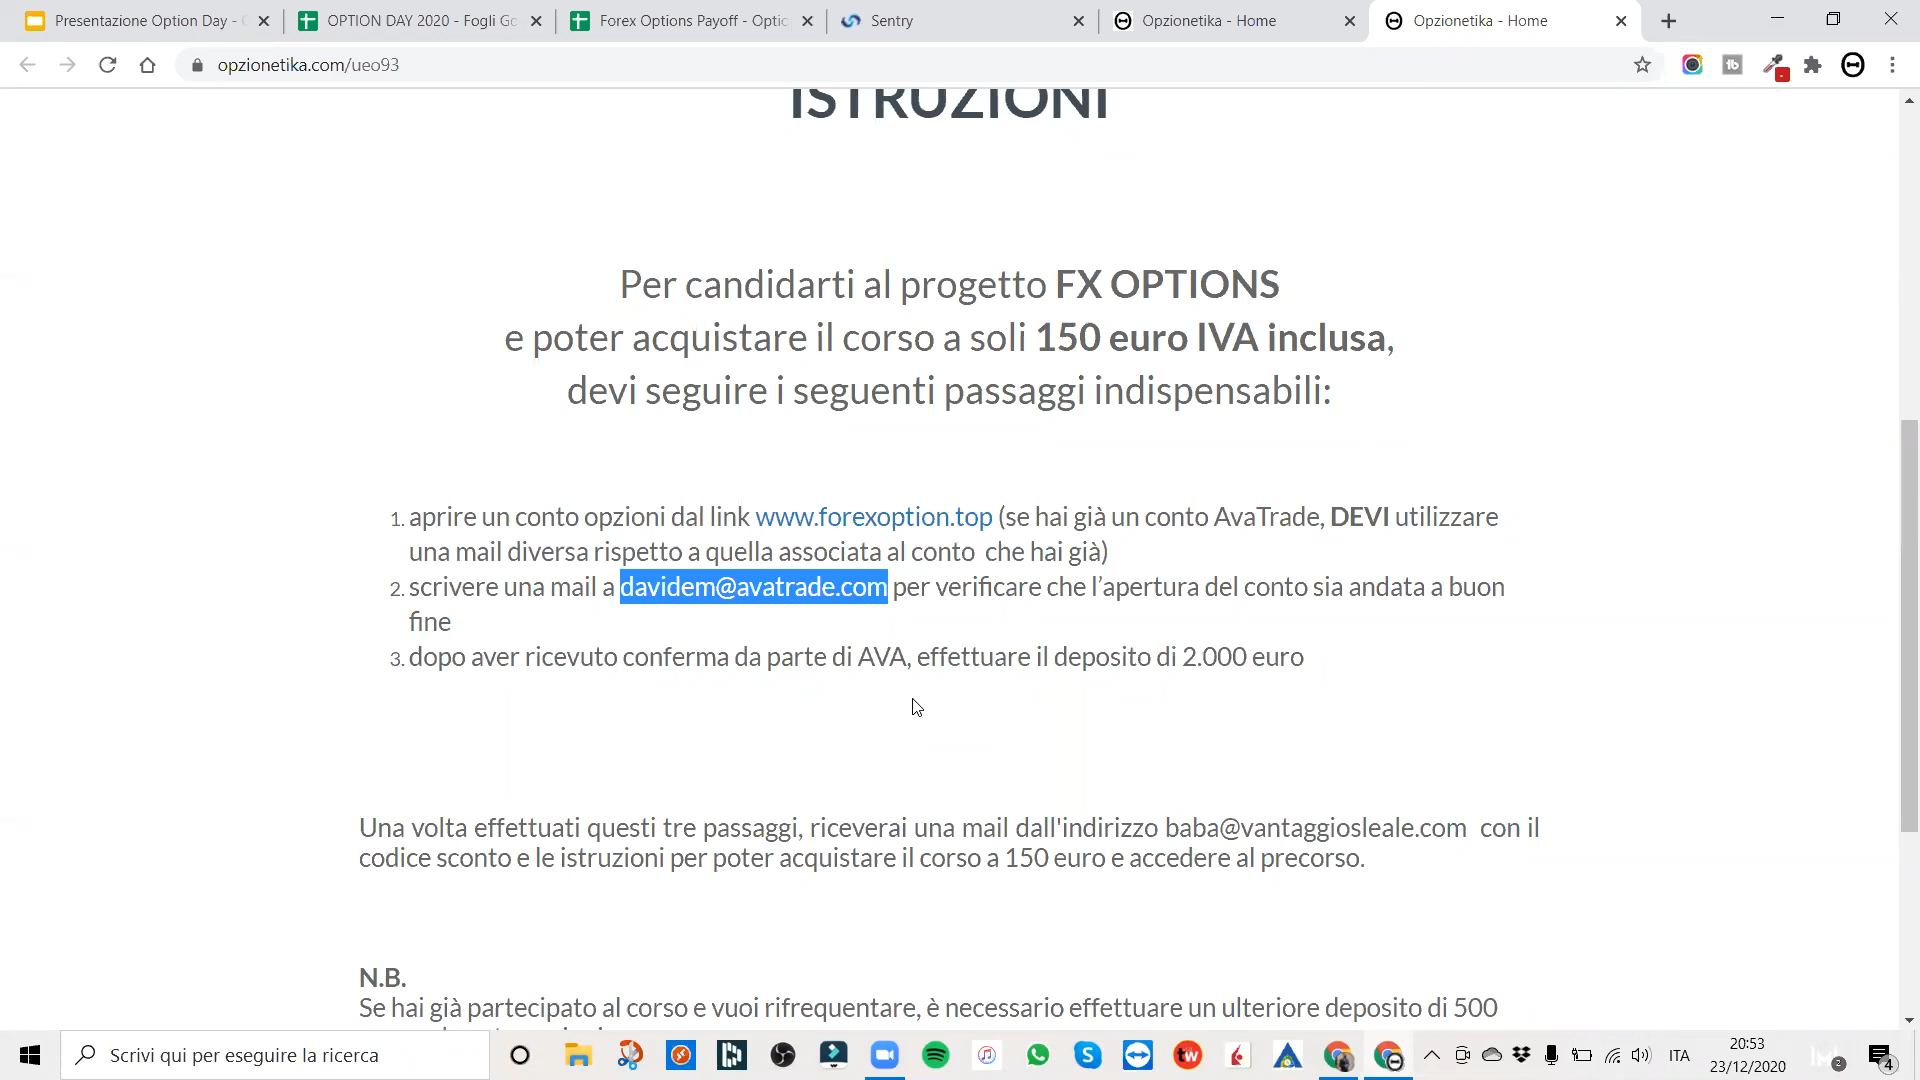 Presentazione Option Day -
OPTION DAY 2020 - Fogli Go
Forex Options Payoff - Optio
Sentry
Opzionetika - Home
Opzionetika - Home
opzionetika.com/ueo93
ISTRUZIONI
Per candidarti al progetto FX OPTIONS
e poter acquistare il corso a soli 150 euro IVA inclusa,
devi seguire i seguenti passaggi indispensabili:
1. aprire un conto opzioni dal link www.forexoption.top (se hai già un conto AvaTrade, DEVI utilizzare
una mail diversa rispetto a quella associata al conto che hai già)
2. scrivere una mail a davidem@avatrade.com per verificare che l’apertura del conto sia andata a buon
fine
3. dopo aver ricevuto conferma da parte di AVA, effettuare il deposito di 2.000 euro
Una volta effettuati questi tre passaggi, riceverai una mail dall'indirizzo baba@vantaggiosleale.com con il
codice sconto e le istruzioni per poter acquistare il corso a 150 euro e accedere al precorso.
N.B.
Se hai già partecipato al corso e vuoi rifrequentare, è necessario effettuare un ulteriore deposito di 500
Scrivi qui per eseguire la ricerca
tw
ITA
20:53
23/12/2020
2
4